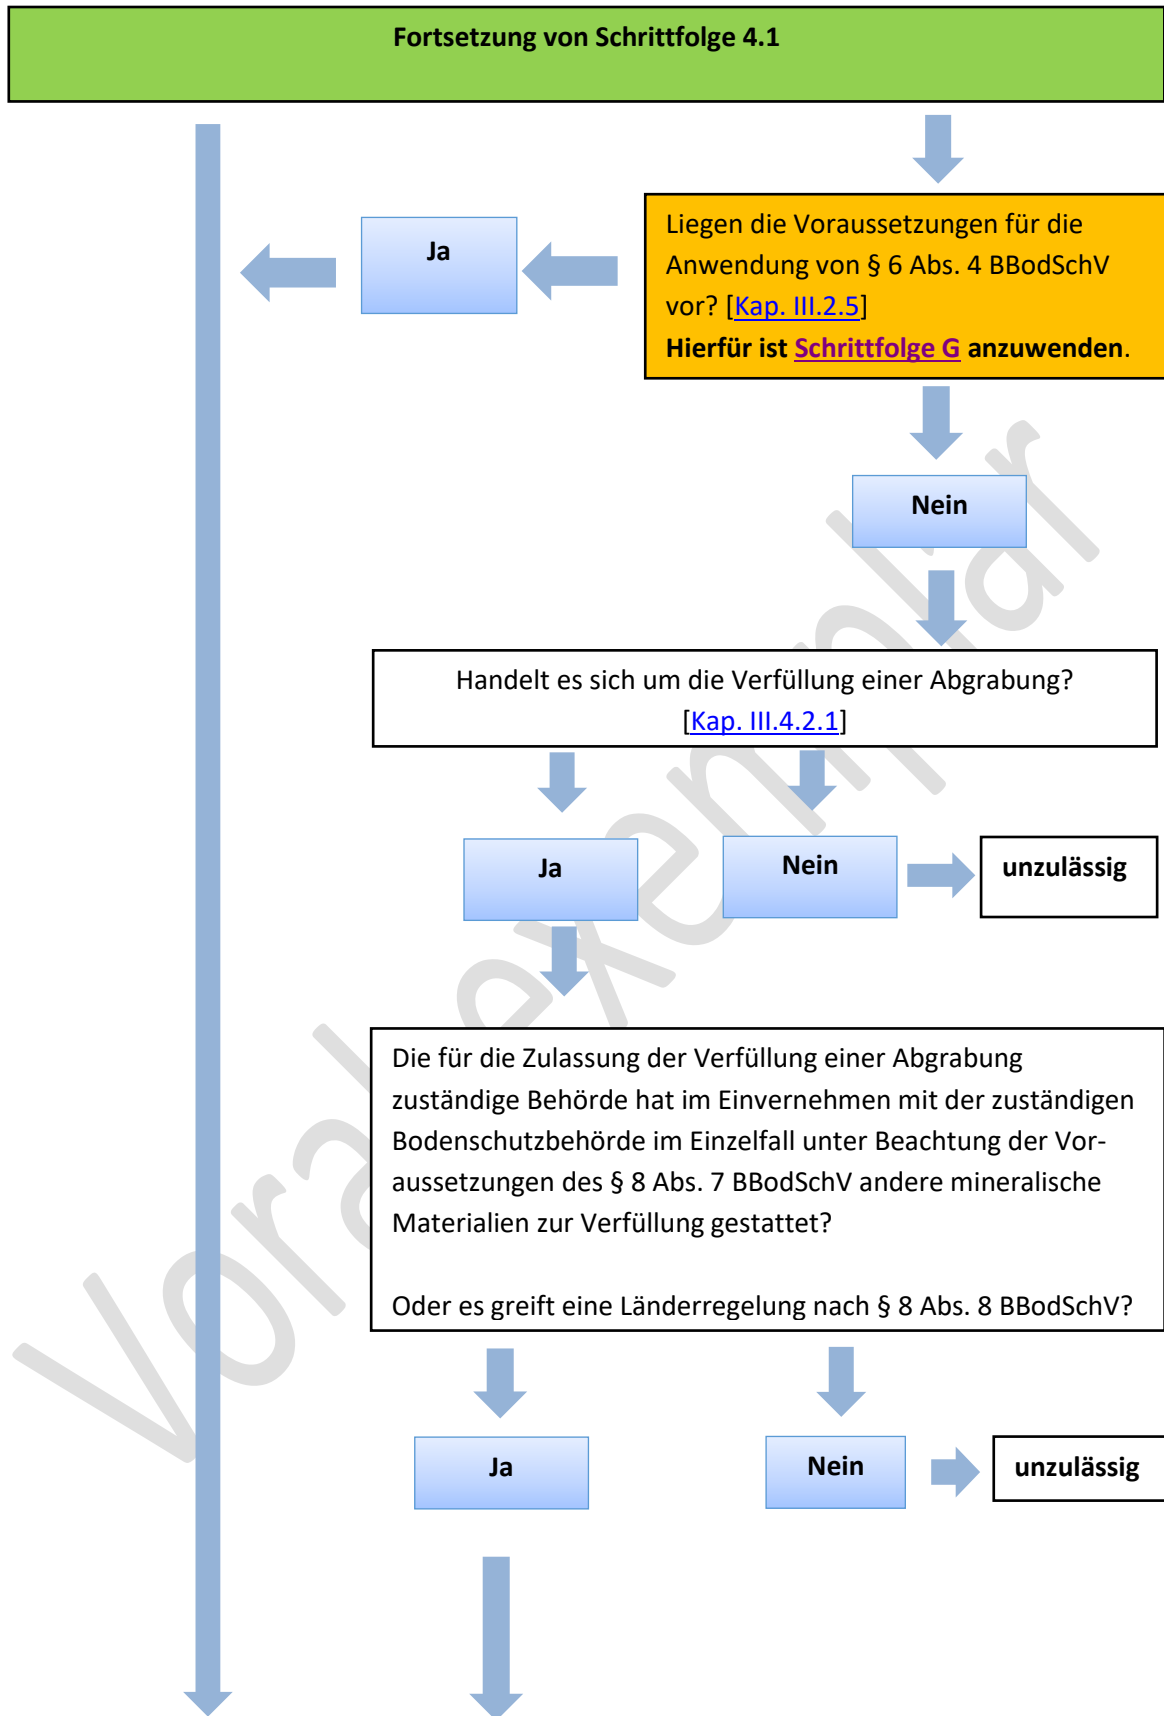 Fortsetzung von Schrittfolge 4.1
Ja
Liegen die Voraussetzungen für die
Anwendung von § 6 Abs. 4 BBodSchV
vor? [Kap. III.2.5]
Hierfür ist Schrittfolge G anzuwenden.
Nein
Handelt es sich um die Verfüllung einer Abgrabung?
[Kap. III.4.2.1]
Ja
Nein
unzulässig
Die für die Zulassung der Verfüllung einer Abgrabung
zuständige Behörde hat im Einvernehmen mit der zuständigen
Bodenschutzbehörde im Einzelfall unter Beachtung der Vor-
aussetzungen des § 8 Abs. 7 BBodSchV andere mineralische
Materialien zur Verfüllung gestattet?
Oder es greift eine Länderregelung nach § 8 Abs. 8 BBodSchV?
Ja
Nein
unzulässig
Vorabexemplar